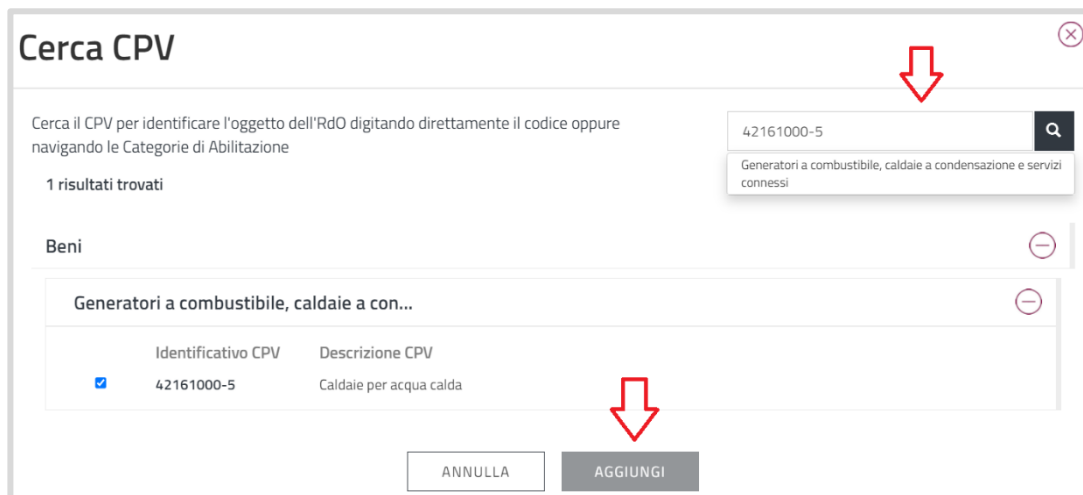 Cerca CPV
Cerca il CPV per identificare l'oggetto dell'RdO digitando direttamente il codice oppure
navigando le Categorie di Abilitazione
42161000-5
Generatori a combustibile, caldaie a condensazione e servizi
connessi
1 risultati trovati
Beni
Generatori a combustibile, caldaie a con...
Identificativo CPV Descrizione CPV
42161000-5 Caldaie per acqua calda
ANNULLA AGGIUNGI